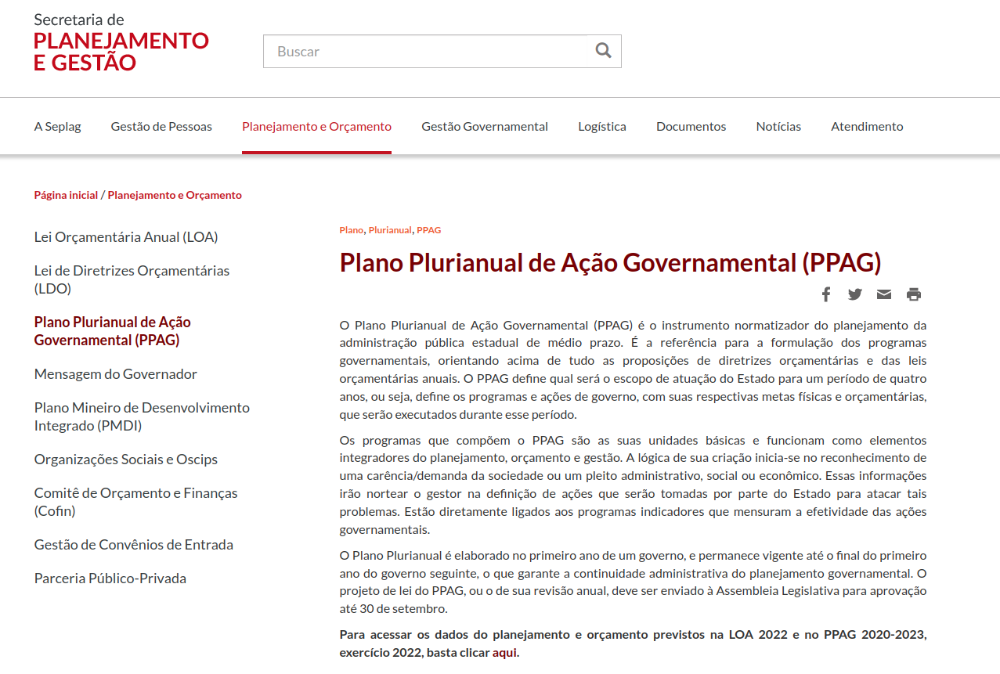 Secretaria de
PLANEJAMENTO
E GESTÃO
Buscar
A Seplag Gestão de Pessoas Planejamento e Orçamento Gestão Governamental Logística Documentos Notícias Atendimento
Página inicial / Planejamento e Orçamento
Lei Orçamentária Anual (LOA)
Lei de Diretrizes Orçamentárias
(LDO)
Plano Plurianual de Ação
Governamental (PPAG)
Mensagem do Governador
Plano Mineiro de Desenvolvimento
Integrado (PMDI)
Organizações Sociais e Oscips
Comitê de Orçamento e Finanças
(Cofin)
Gestão de Convênios de Entrada
Parceria Público-Privada
Plano, Plurianual, PPAG
Plano Plurianual de Ação Governamental (PPAG)
O Plano Plurianual de Ação Governamental (PPAG) é o instrumento normatizador do planejamento da
administração pública estadual de médio prazo. É a referência para a formulação dos programas
governamentais, orientando acima de tudo as proposições de diretrizes orçamentárias e das leis
orçamentárias anuais. O PPAG define qual será o escopo de atuação do Estado para um período de quatro
anos, ou seja, define os programas e ações de governo, com suas respectivas metas físicas e orçamentárias,
que serão executados durante esse período.
Os programas que compõem o PPAG são as suas unidades básicas e funcionam como elementos
integradores do planejamento, orçamento e gestão. A lógica de sua criação inicia-se no reconhecimento de
uma carência/demanda da sociedade ou um pleito administrativo, social ou econômico. Essas informações
irão nortear o gestor na definição de ações que serão tomadas por parte do Estado para atacar tais
problemas. Estão diretamente ligados aos programas indicadores que mensuram a efetividade das ações
governamentais.
O Plano Plurianual é elaborado no primeiro ano de um governo, e permanece vigente até o final do primeiro
ano do governo seguinte, o que garante a continuidade administrativa do planejamento governamental. O
projeto de lei do PPAG, ou o de sua revisão anual, deve ser enviado à Assembleia Legislativa para aprovação
até 30 de setembro.
Para acessar os dados do planejamento e orçamento previstos na LOA 2022 e no PPAG 2020-2023,
exercício 2022, basta clicar aqui.